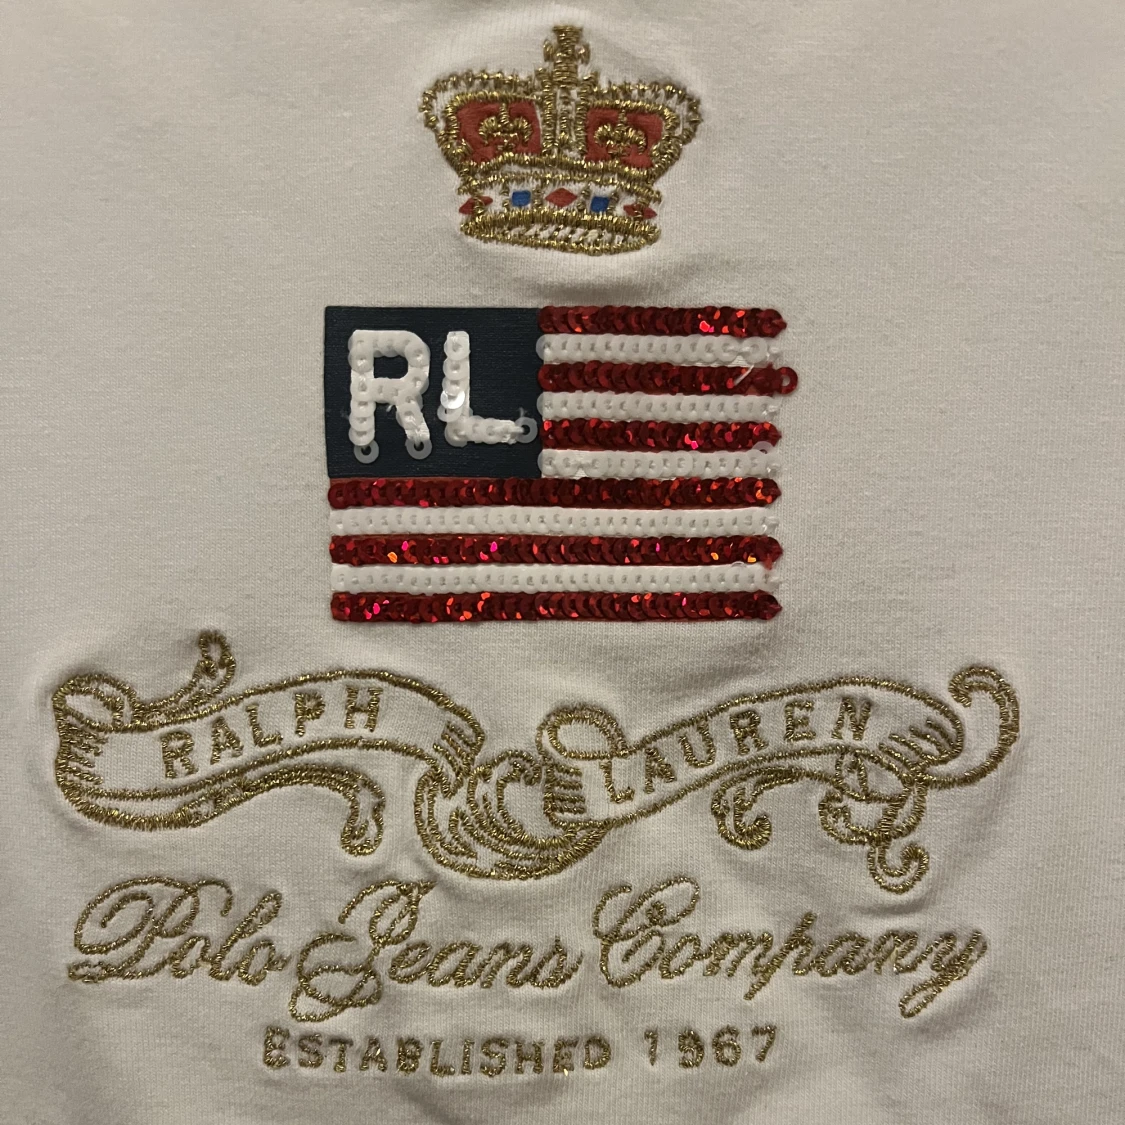 RL
RALPH LAUREN
Polo Jeans Company
ESTABLISHED 1967